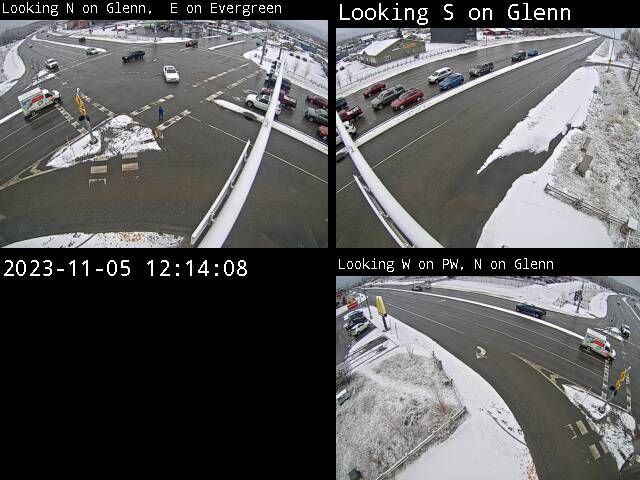 Looking N on Glenn,  E on Evergreen
Looking S on Glenn
2023-11-05 12:14:08
Looking W on PW, N on Glenn